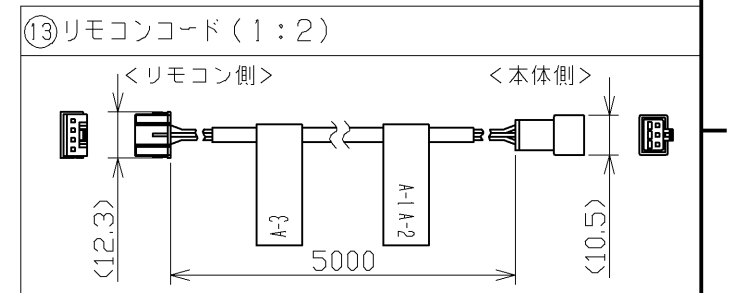 ⑬リモコンコード(1:2)
<リモコン側>
<本体側>
(12.3)
A-3
A-1A-2
(10.5)
5000